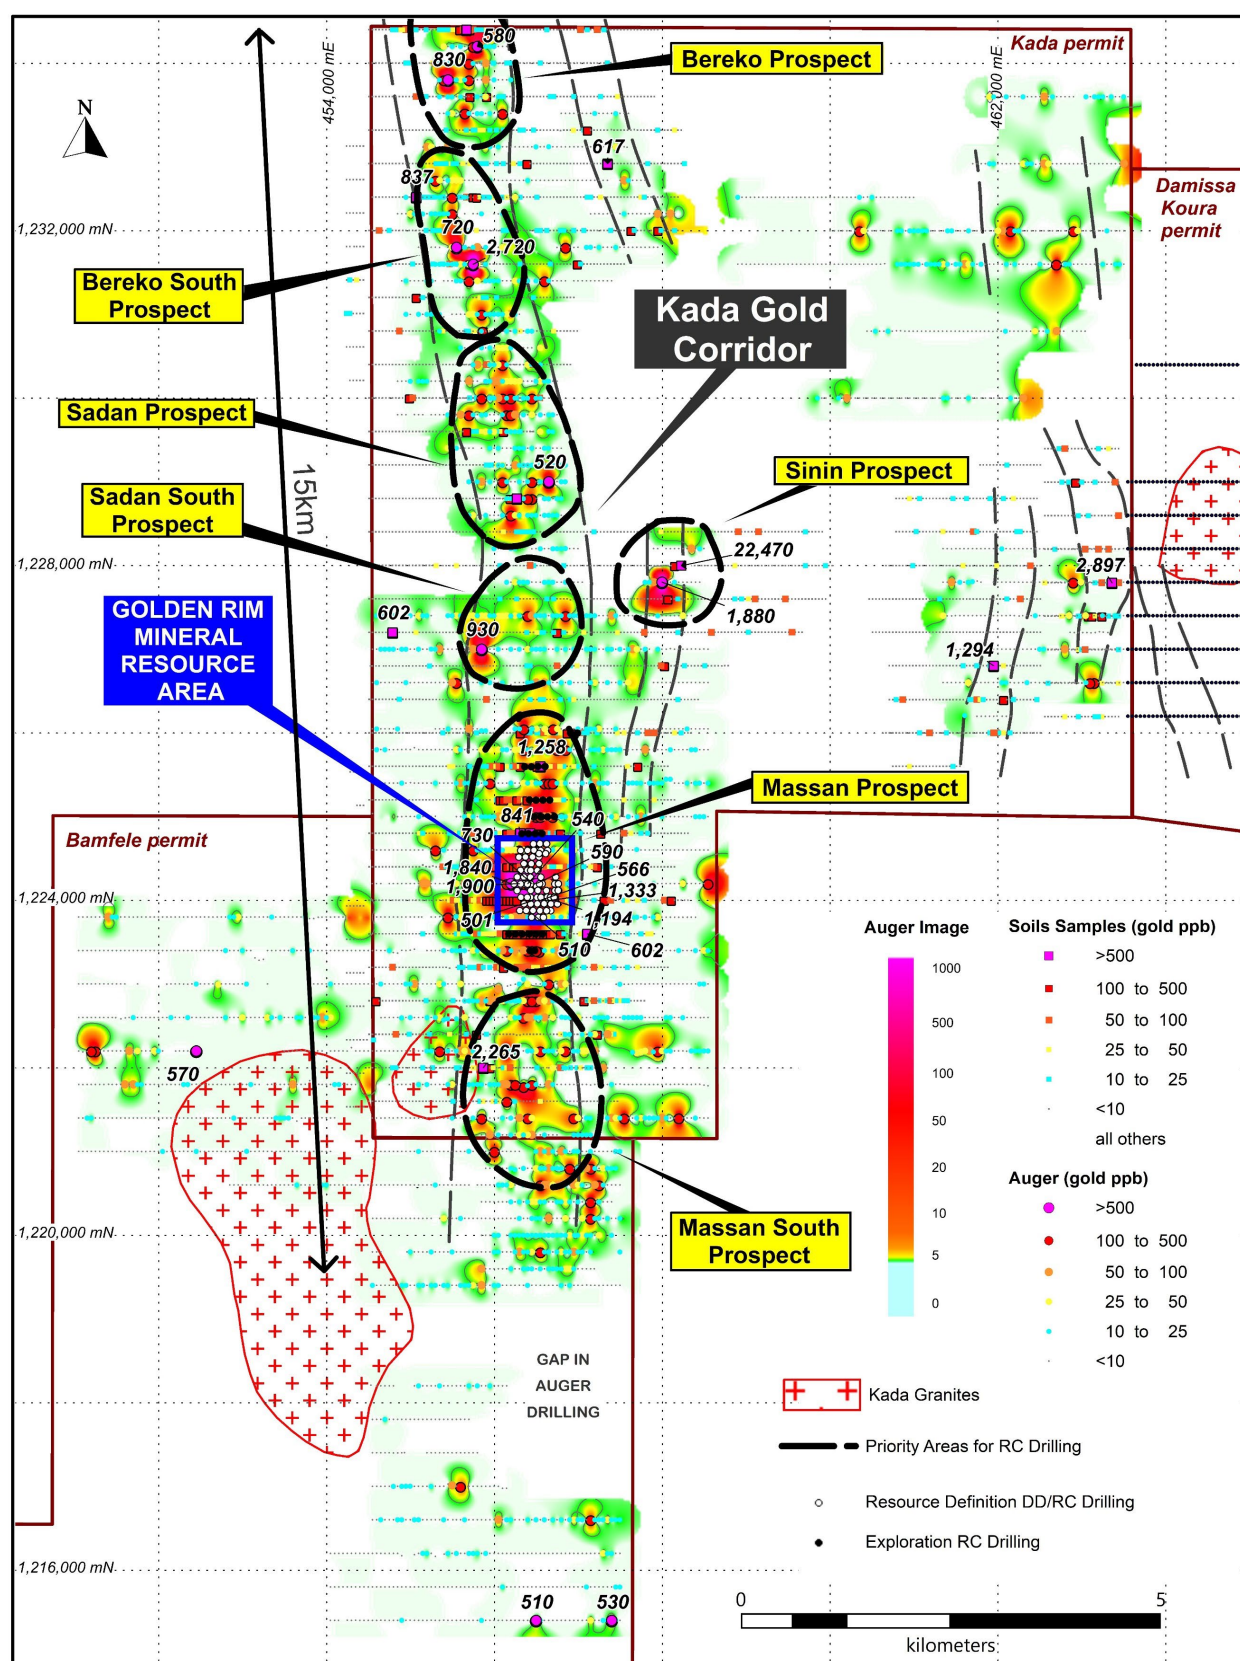 580
830
Bereko Prospect
Kada permit
454,000 mE
462,000 mE
N
617
837
Damissa
Koura
permit
720
2,720
1,232,000 mN
Bereko South
Prospect
Kada Gold
Corridor
Sadan Prospect
15km
520
Sinin Prospect
Sadan South
Prospect
22,470
1,228,000 mN
2,897
GOLDEN RIM
MINERAL
RESOURCE
AREA
602
930
1,880
1,294
1,258
Massan Prospect
841
540
Bamfele permit
730
590
1,840
566
1,900
1,333
1,224,000 mN
501
1,194
510
602
2,265
570
Massan South
Prospect
1,220,000 mN
GAP IN
AUGER
DRILLING
1,216,000 mN
510
530
Auger Image
1000
500
100
50
20
10
5
0
Soils Samples (gold ppb)
>500
100 to 500
50 to 100
25 to 50
10 to 25
<10
all others
Auger (gold ppb)
>500
100 to 500
50 to 100
25 to 50
10 to 25
<10
Kada Granites
Priority Areas for RC Drilling
Resource Definition DD/RC Drilling
Exploration RC Drilling
0
5
kilometers